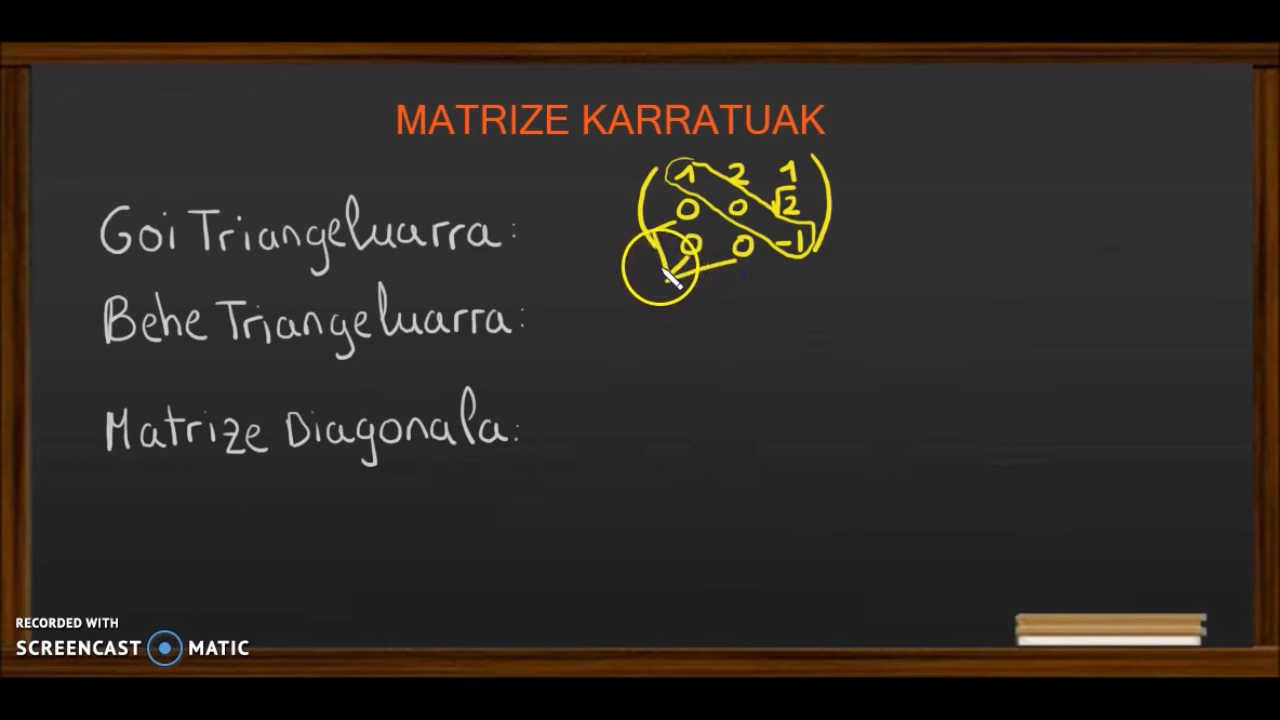 MATRIZE KARRATUAK
1 2 1
0 0 √2
0 0 -1
Goi Triangeluarra:
Behe Triangeluarra:
Matrize Diagonala:
RECORDED WITH
SCREENCAST MATIC